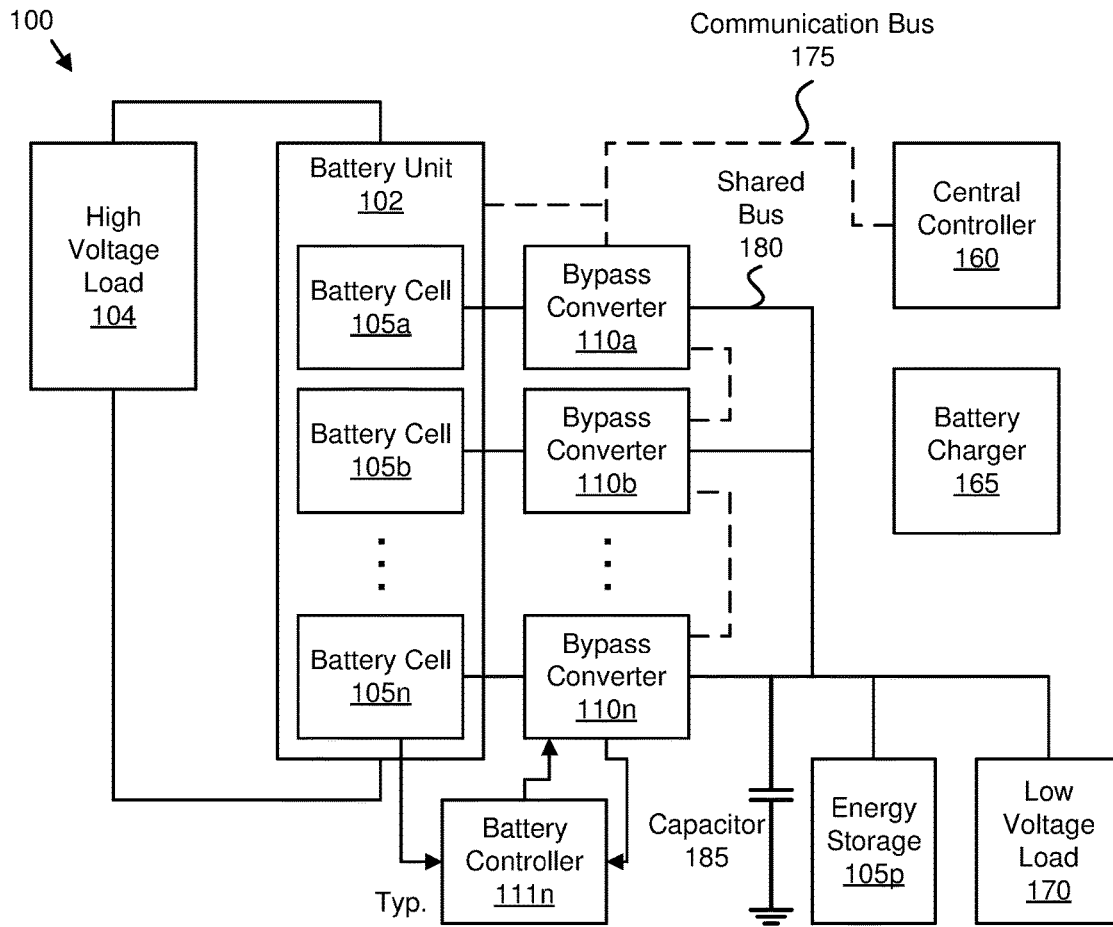 100
Communication Bus
175
High
Voltage
Load
104
Battery Unit
102
Shared
Bus
180
Central
Controller
160
Battery Cell
105a
Bypass
Converter
110a
Battery Cell
105b
Bypass
Converter
110b
Battery
Charger
165
Battery Cell
105n
Bypass
Converter
110n
Battery
Controller
111n
Typ.
Capacitor
185
Energy
Storage
105p
Low
Voltage
Load
170